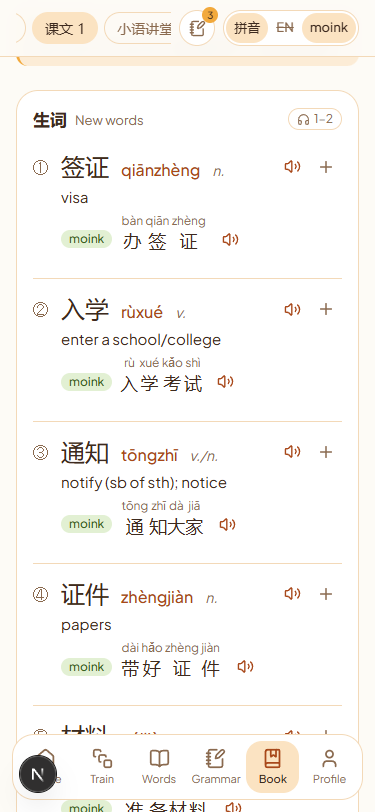 课文 1 小语讲堂 3 拼音 EN moink
生词 New words 1–2
① 签证 qiānzhèng n.
visa
bàn qiān zhèng
moink 办签证
② 入学 rùxué v.
enter a school/college
rù xué kǎo shì
moink 入学考试
③ 通知 tōngzhī v./n.
notify (sb of sth); notice
tōng zhī dà jiā
moink 通知大家
④ 证件 zhèngjiàn n.
papers
dài hǎo zhèng jiàn
moink 带好证件
⑤ 材料
N Train Words Grammar Book Profile
moink 准备材料